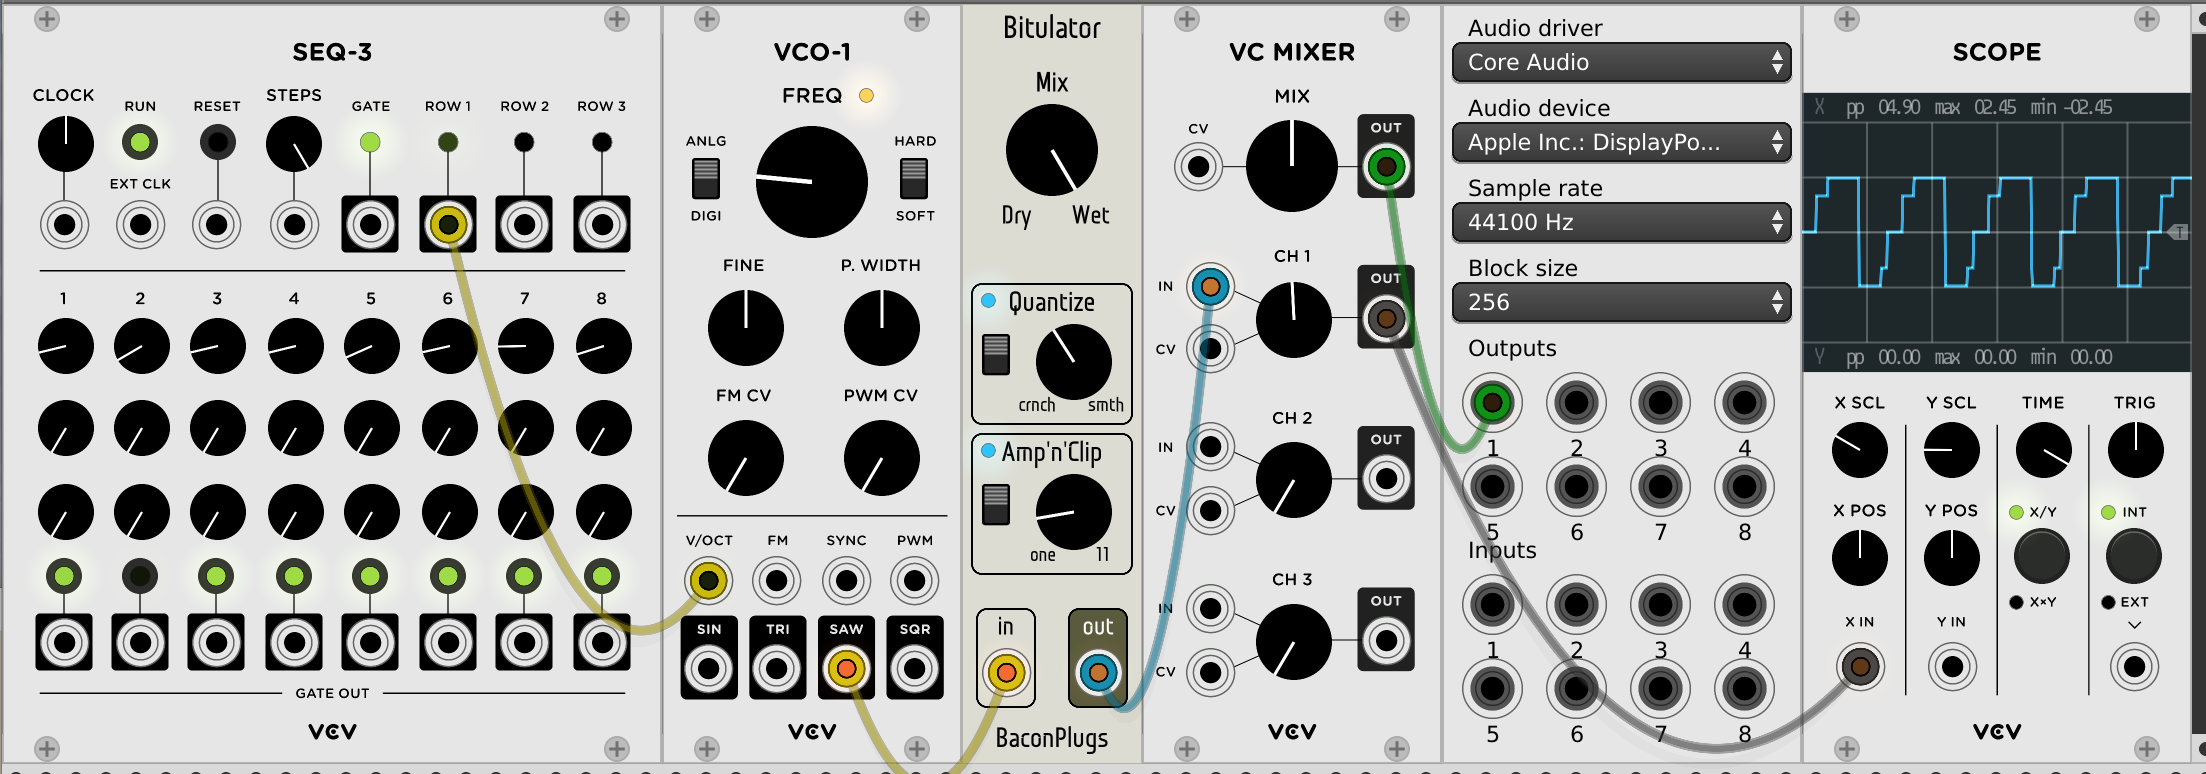 SEQ-3
CLOCK RUN RESET STEPS GATE ROW 1 ROW 2 ROW 3
EXT CLK
1 2 3 4 5 6 7 8
GATE OUT
VCV
VCO-1
FREQ
ANLG HARD
DIGI SOFT
FINE P. WIDTH
FM CV PWM CV
V/OCT FM SYNC PWM
SIN TRI SAW SQR
VCV
Bitulator
Mix
Dry Wet
Quantize
crnch smth
Amp'n'Clip
one 11
in out
BaconPlugs
VC MIXER
MIX
CV OUT
CH 1
IN OUT
CV
CH 2
IN OUT
CV
CH 3
IN OUT
CV
VCV
Audio driver
Core Audio
Audio device
Apple Inc.: DisplayPo...
Sample rate
44100 Hz
Block size
256
Outputs
1 2 3 4
5 6 7 8
Inputs
1 2 3 4
5 6 7 8
SCOPE
X pp 04.90 max 02.45 min -02.45
T
Y pp 00.00 max 00.00 min 00.00
X SCL Y SCL TIME TRIG
X POS Y POS X/Y INT
X×Y EXT
X IN Y IN
VCV